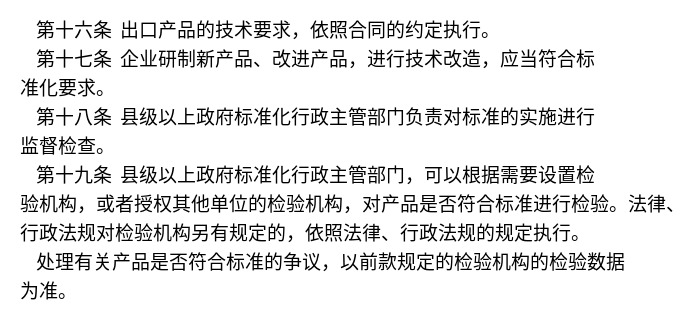 第十六条 出口产品的技术要求，依照合同的约定执行。
第十七条 企业研制新产品、改进产品，进行技术改造，应当符合标
准化要求。
第十八条 县级以上政府标准化行政主管部门负责对标准的实施进行
监督检查。
第十九条 县级以上政府标准化行政主管部门，可以根据需要设置检
验机构，或者授权其他单位的检验机构，对产品是否符合标准进行检验。法律、
行政法规对检验机构另有规定的，依照法律、行政法规的规定执行。
处理有关产品是否符合标准的争议，以前款规定的检验机构的检验数据
为准。